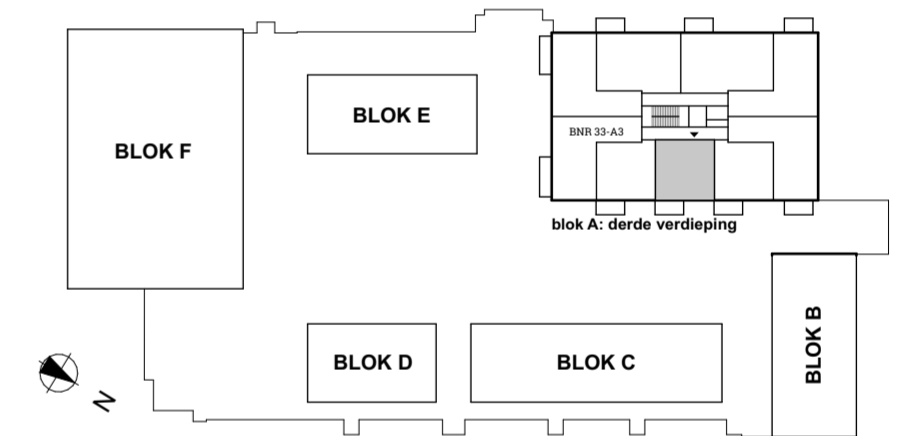 BLOK F
BLOK E
BNR 33-A3
blok A: derde verdieping
BLOK D
BLOK C
BLOK B
N